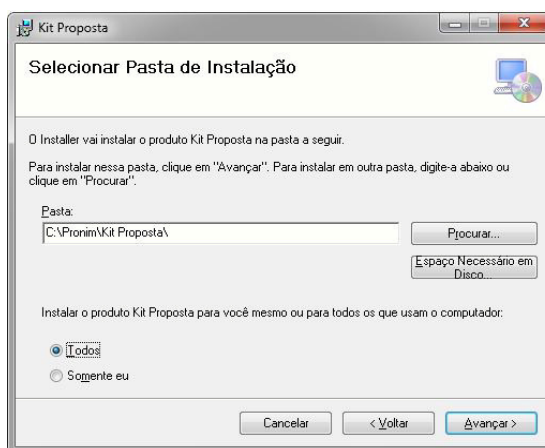 Kit Proposta
Selecionar Pasta de Instalação
O Installer vai instalar o produto Kit Proposta na pasta a seguir.
Para instalar nessa pasta, clique em "Avançar". Para instalar em outra pasta, digite-a abaixo ou
clique em "Procurar".
Pasta:
C:\Pronim\Kit Proposta\
Procurar...
Espaço Necessário em
Disco...
Instalar o produto Kit Proposta para você mesmo ou para todos os que usam o computador:
Todos
Somente eu
Cancelar
< Voltar
Avançar >